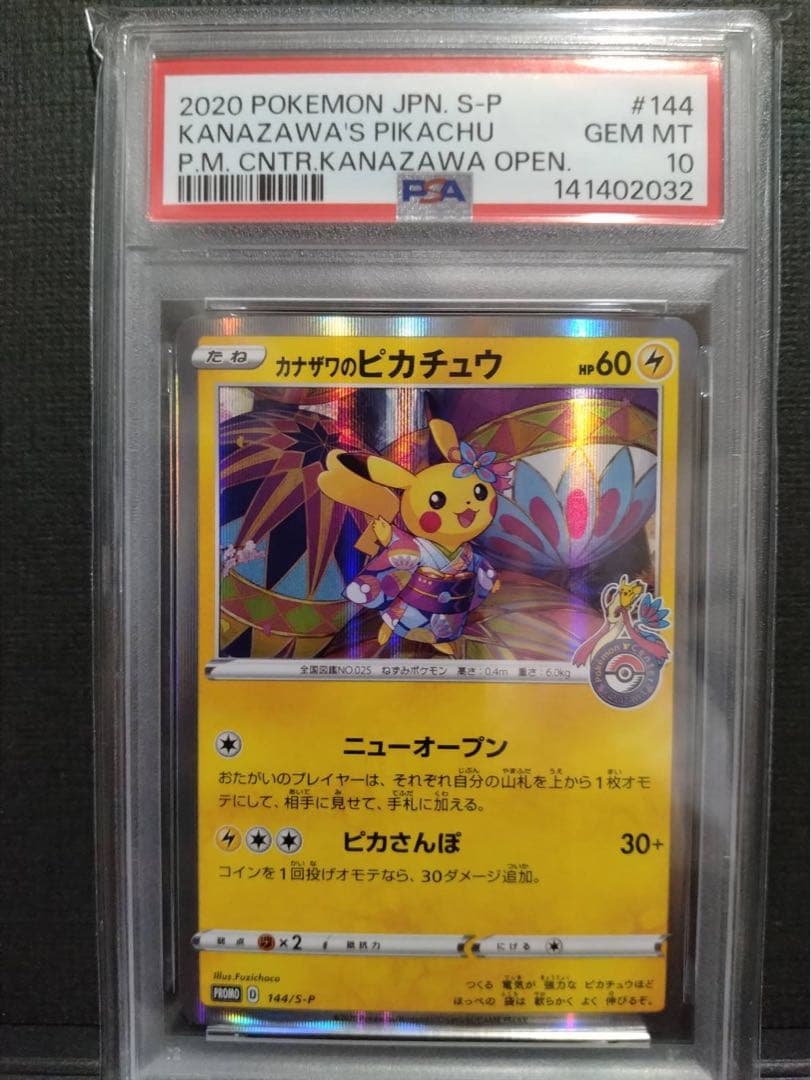 2020 POKEMON JPN. S-P #144
KANAZAWA'S PIKACHU GEM MT
P.M. CNTR.KANAZAWA OPEN. 10
PSA 141402032
たね カナザワのピカチュウ HP60
Pokémon Center
全国図鑑NO.025 ねずみポケモン 高さ:0.4m 重さ:6.0kg
ニューオープン
おたがいのプレイヤーは、それぞれ自分の山札を上から1枚オモ
テにして、相手に見せて、手札に加える。
ピカさんぽ 30+
コインを1回投げオモテなら、30ダメージ追加。
弱点 ×2 抵抗力 にげる
Illus.Fuzichoco
PROMO D 144/S-P
つくる 電気が 強力な ピカチュウほど
ほっぺの 袋は 軟らかく よく 伸びるぞ。